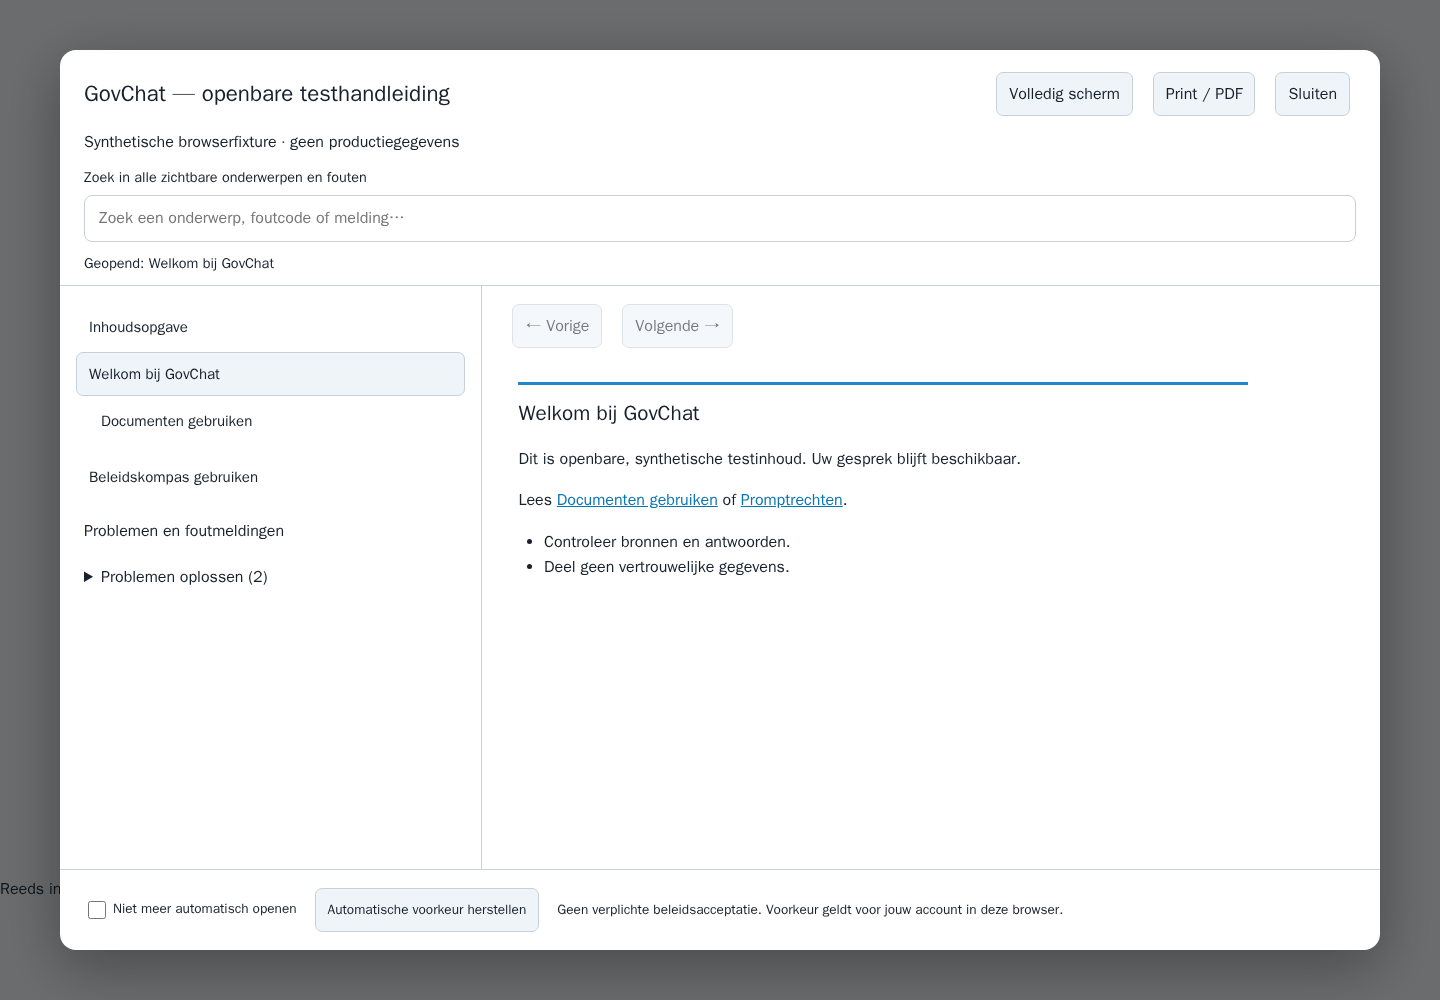 GovChat — openbare testhandleiding
Volledig scherm
Print / PDF
Sluiten
Synthetische browserfixture · geen productiegegevens
Zoek in alle zichtbare onderwerpen en fouten
Zoek een onderwerp, foutcode of melding…
Geopend: Welkom bij GovChat
Inhoudsopgave
Welkom bij GovChat
Documenten gebruiken
Beleidskompas gebruiken
Problemen en foutmeldingen
▶ Problemen oplossen (2)
← Vorige
Volgende →
Welkom bij GovChat
Dit is openbare, synthetische testinhoud. Uw gesprek blijft beschikbaar.
Lees Documenten gebruiken of Promptrechten.
• Controleer bronnen en antwoorden.
• Deel geen vertrouwelijke gegevens.
Reeds in
Niet meer automatisch openen
Automatische voorkeur herstellen
Geen verplichte beleidsacceptatie. Voorkeur geldt voor jouw account in deze browser.